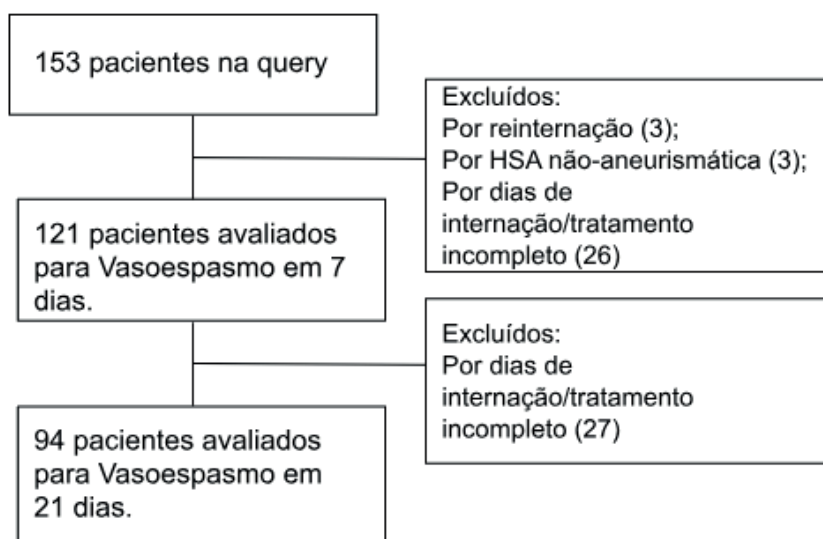 153 pacientes na query
Excluídos:
Por reinternação (3);
Por HSA não-aneurismática (3);
Por dias de
internação/tratamento
incompleto (26)
121 pacientes avaliados
para Vasoespasmo em 7
dias.
Excluídos:
Por dias de
internação/tratamento
incompleto (27)
94 pacientes avaliados
para Vasoespasmo em
21 dias.